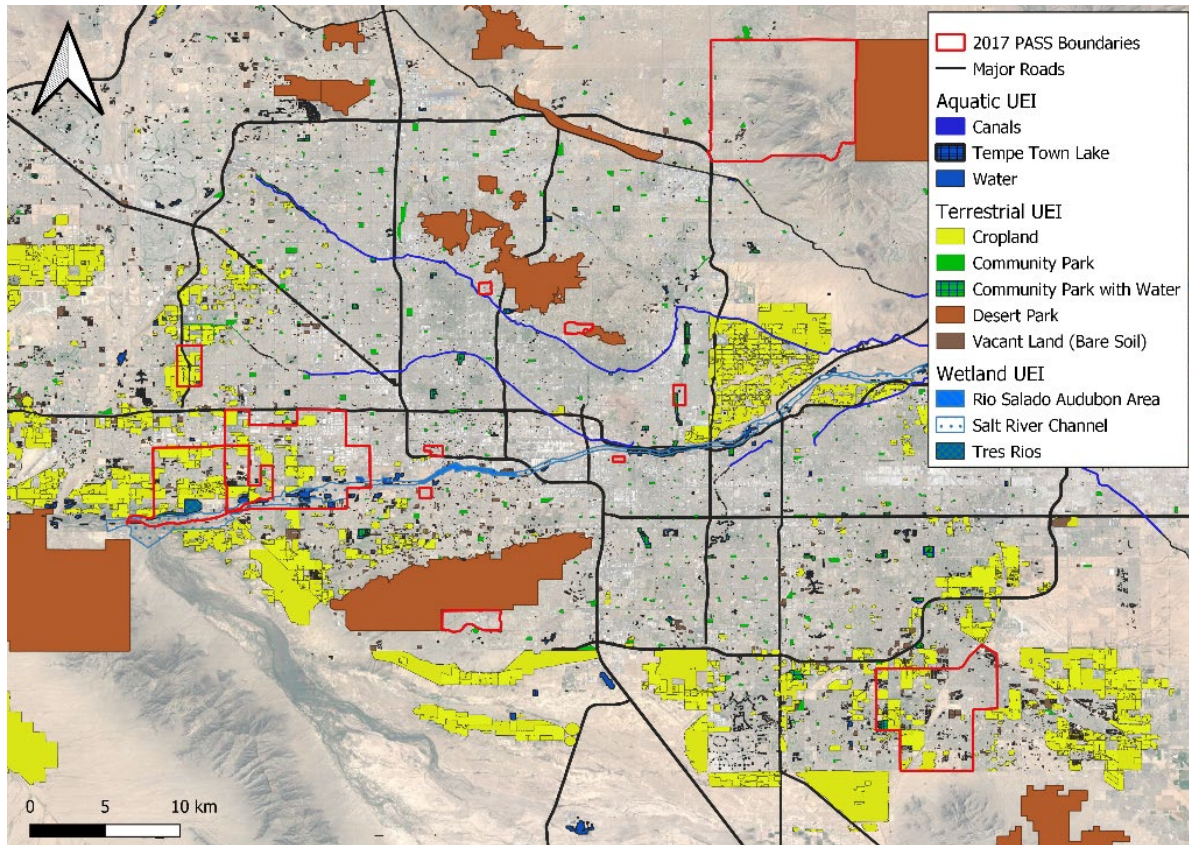 2017 PASS Boundaries
Major Roads
Aquatic UEI
Canals
Tempe Town Lake
Water
Terrestrial UEI
Cropland
Community Park
Community Park with Water
Desert Park
Vacant Land (Bare Soil)
Wetland UEI
Rio Salado Audubon Area
Salt River Channel
Tres Rios
0 5 10 km